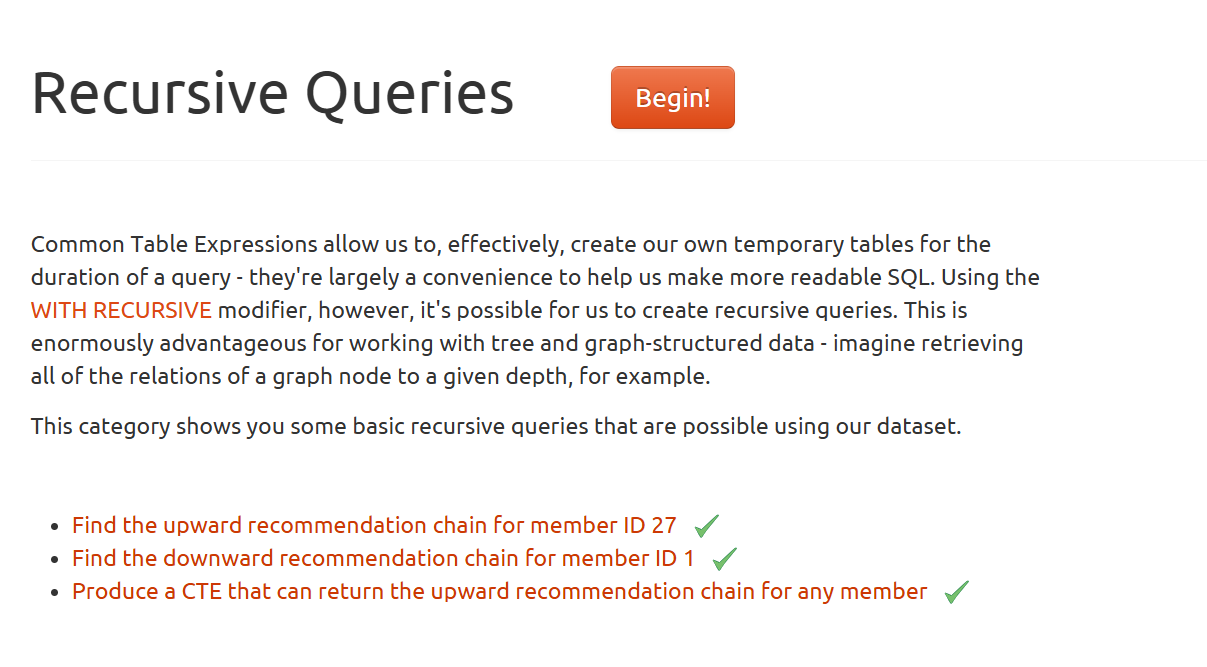 Recursive Queries
Begin!
Common Table Expressions allow us to, effectively, create our own temporary tables for the
duration of a query - they're largely a convenience to help us make more readable SQL. Using the
WITH RECURSIVE modifier, however, it's possible for us to create recursive queries. This is
enormously advantageous for working with tree and graph-structured data - imagine retrieving
all of the relations of a graph node to a given depth, for example.
This category shows you some basic recursive queries that are possible using our dataset.
Find the upward recommendation chain for member ID 27
Find the downward recommendation chain for member ID 1
Produce a CTE that can return the upward recommendation chain for any member